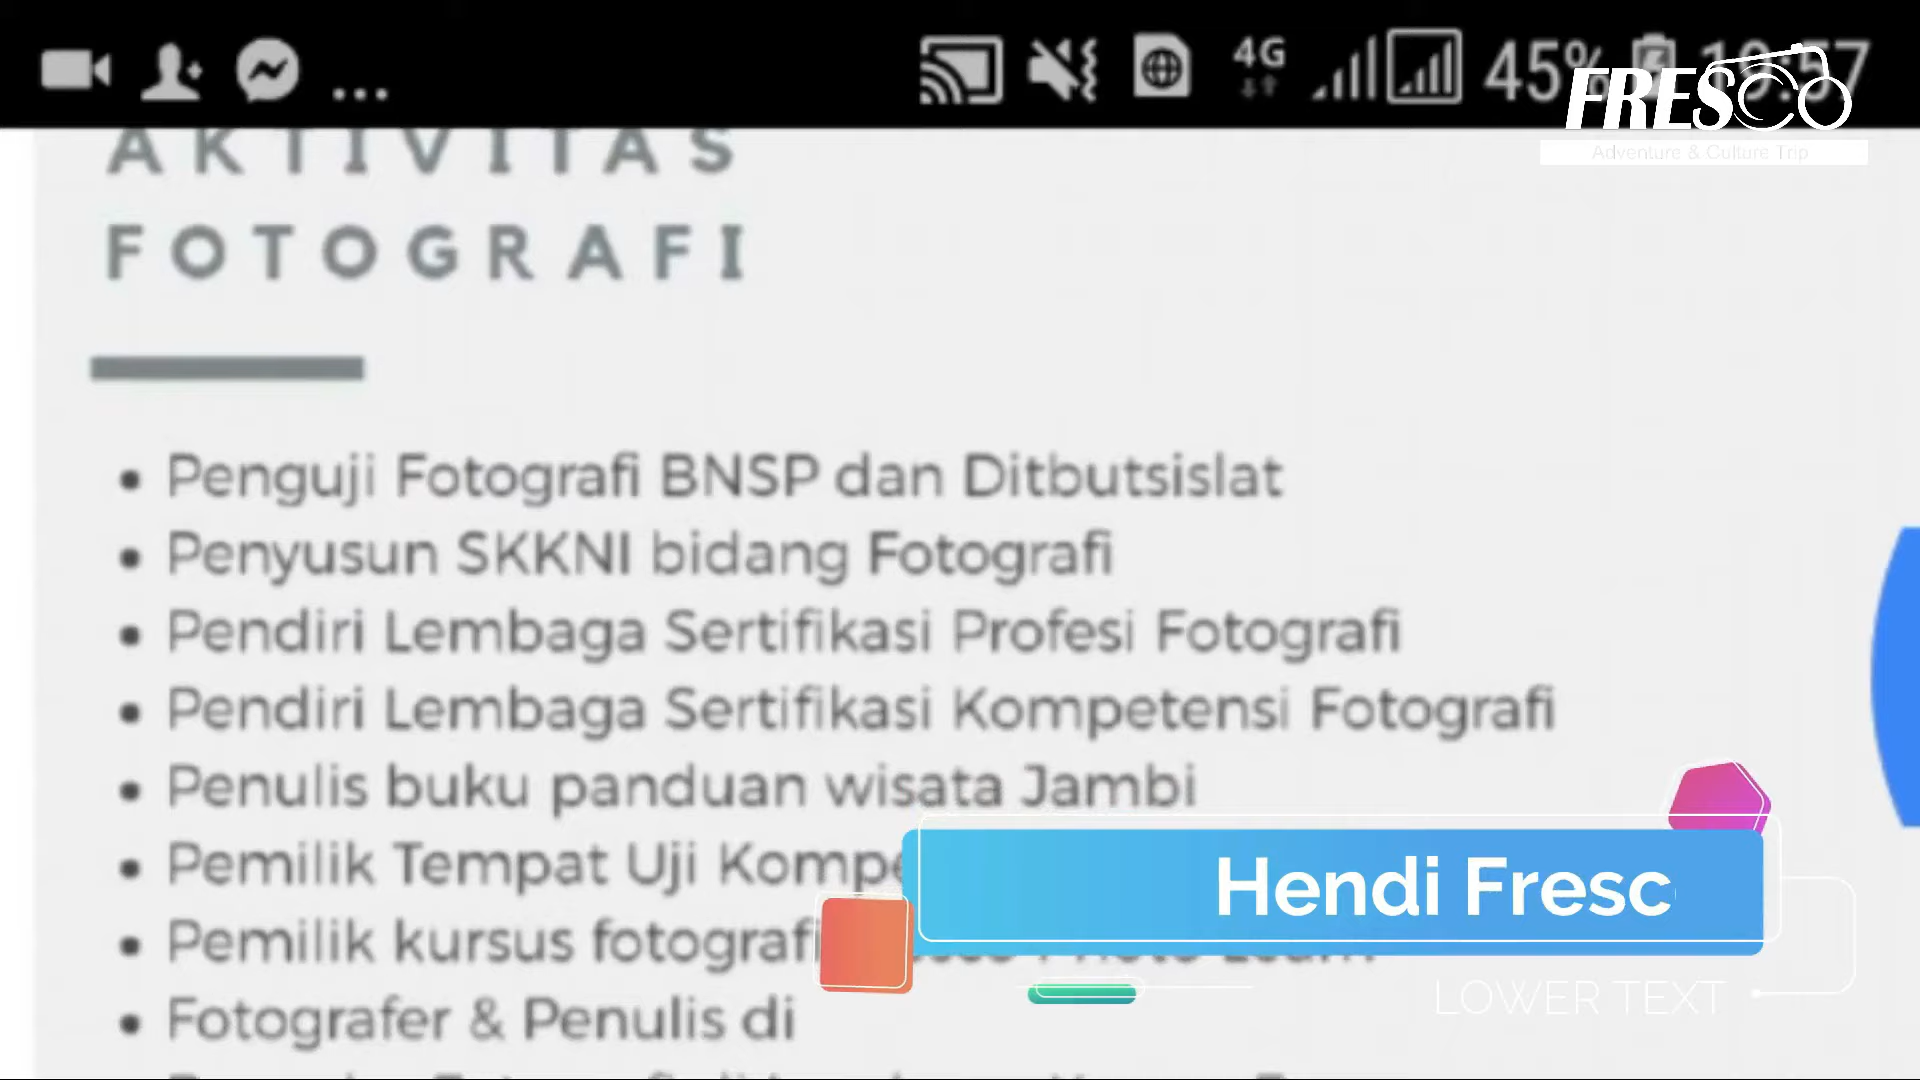 4G
45%
19:57
FRESCO
Adventure & Culture Trip
AKTIVITAS
FOTOGRAFI
• Penguji Fotografi BNSP dan Ditbutsislat
• Penyusun SKKNI bidang Fotografi
• Pendiri Lembaga Sertifikasi Profesi Fotografi
• Pendiri Lembaga Sertifikasi Kompetensi Fotografi
• Penulis buku panduan wisata Jambi
• Pemilik Tempat Uji
• Pemilik kursus fotografi
• Fotografer & Penulis di
Hendi Fresc
LOWER TEXT